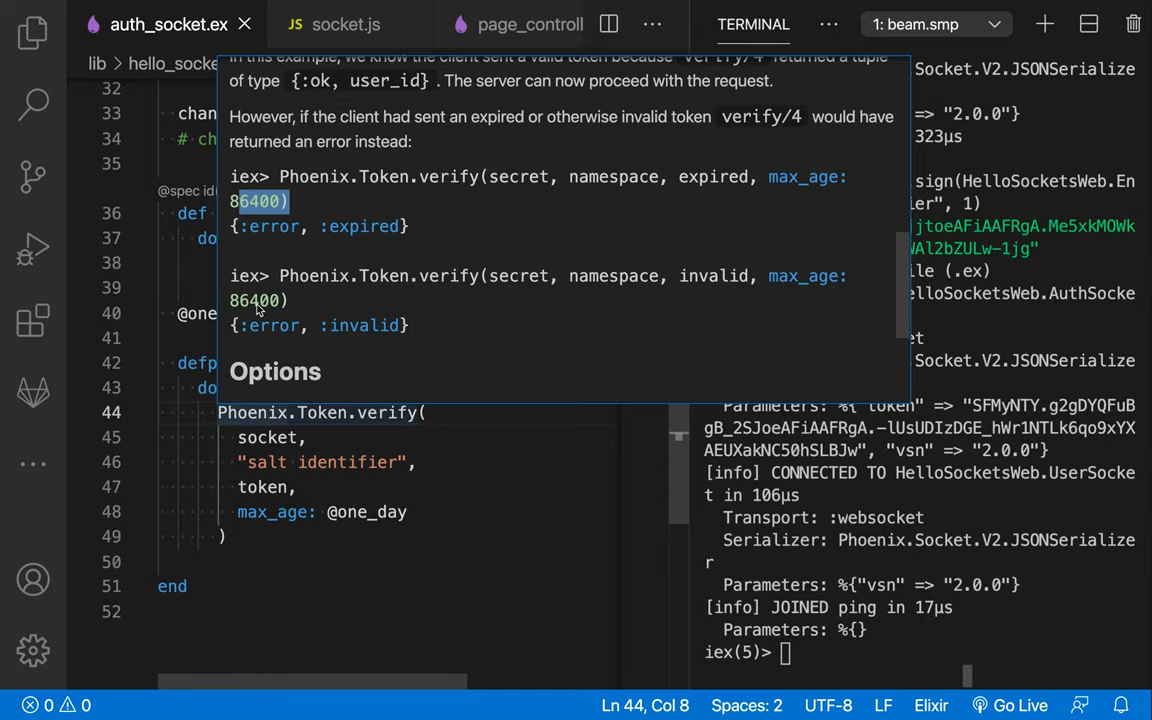 auth_socket.ex
JS socket.js
page_controll
TERMINAL
1: beam.smp
lib > hello_socke
32
33 chan
34 # ch
35
@spec id
36 def
37 do
38
39
40 @one
41
42 defp
43 do
44 Phoenix.Token.verify(
45 socket,
46 "salt identifier",
47 token,
48 max_age: @one_day
49 )
50
51 end
52
In this example, we know the client sent a valid token because verify/4 returned a tuple
of type {:ok, user_id} . The server can now proceed with the request.
However, if the client had sent an expired or otherwise invalid token verify/4 would have
returned an error instead:
iex> Phoenix.Token.verify(secret, namespace, expired, max_age:
86400)
{:error, :expired}
iex> Phoenix.Token.verify(secret, namespace, invalid, max_age:
86400)
{:error, :invalid}
Options
Socket.V2.JSONSerialize
=> "2.0.0"}
323µs
sign(HelloSocketsWeb.En
er", 1)
jtoeAFiAAFRgA.Me5xkMOWk
WAl2bZULw-1jg"
ile (.ex)
elloSocketsWeb.AuthSocke
et
Socket.V2.JSONSerialize
Parameters: %{"token" => "SFMyNTY.g2gDYQFuB
gB_2SJoeAFiAAFRgA.-lUsUDIzDGE_hWr1NTLk6qo9xYX
AEUXakNC50hSLBJw", "vsn" => "2.0.0"}
[info] CONNECTED TO HelloSocketsWeb.UserSocke
t in 106µs
Transport: :websocket
Serializer: Phoenix.Socket.V2.JSONSerialize
r
Parameters: %{"vsn" => "2.0.0"}
[info] JOINED ping in 17µs
Parameters: %{}
iex(5)>
0 0
Ln 44, Col 8
Spaces: 2
UTF-8
LF
Elixir
Go Live